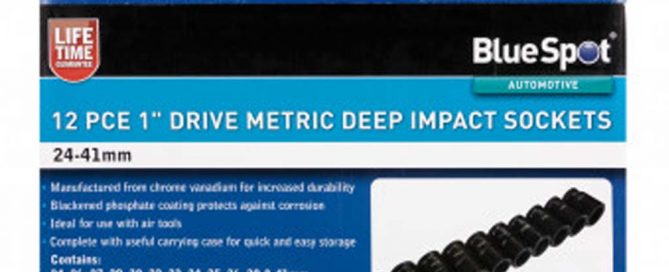 LIFE
TIME
GUARANTEE
BlueSpot®
AUTOMOTIVE
12 PCE 1" DRIVE METRIC DEEP IMPACT SOCKETS
24-41mm
· Manufactured from chrome vanadium for increased durability
· Blackened phosphate coating protects against corrosion
· Ideal for use with air tools
· Complete with useful carrying case for quick and easy storage
Contains: